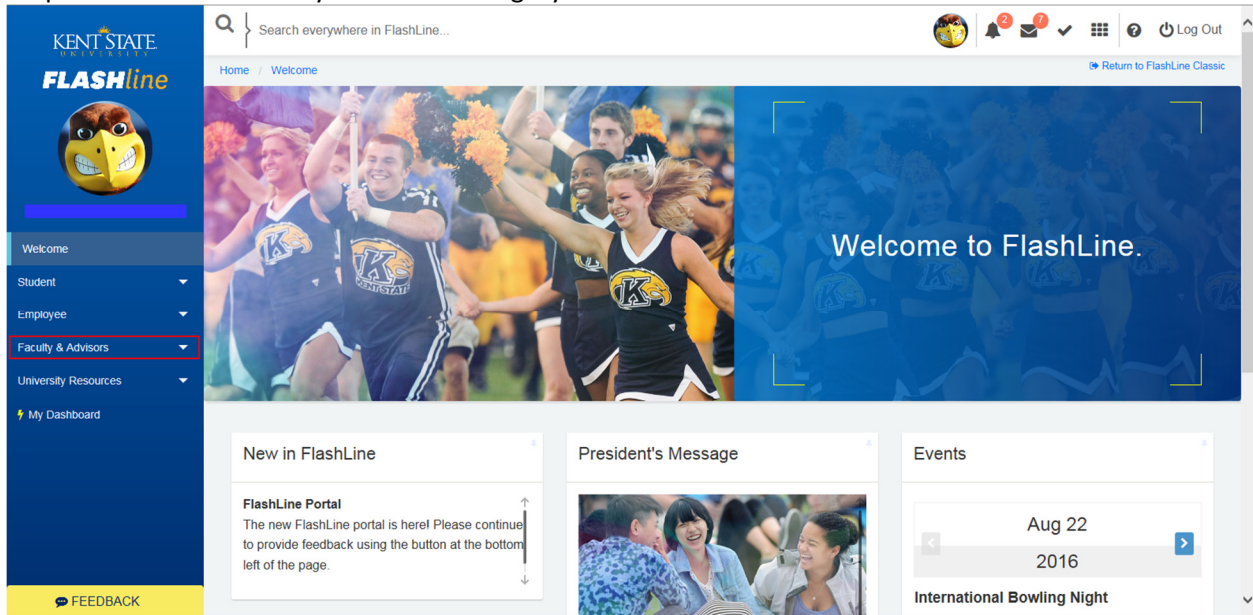 KENT STATE
UNIVERSITY
FLASHline
Welcome
Student
Employee
Faculty & Advisors
University Resources
My Dashboard
FEEDBACK
Search everywhere in FlashLine...
2
7
Log Out
Home / Welcome
Return to FlashLine Classic
KENT STATE
Welcome to FlashLine.
New in FlashLine
FlashLine Portal
The new FlashLine portal is here! Please continue
to provide feedback using the button at the bottom
left of the page.
President's Message
Events
Aug 22
2016
International Bowling Night